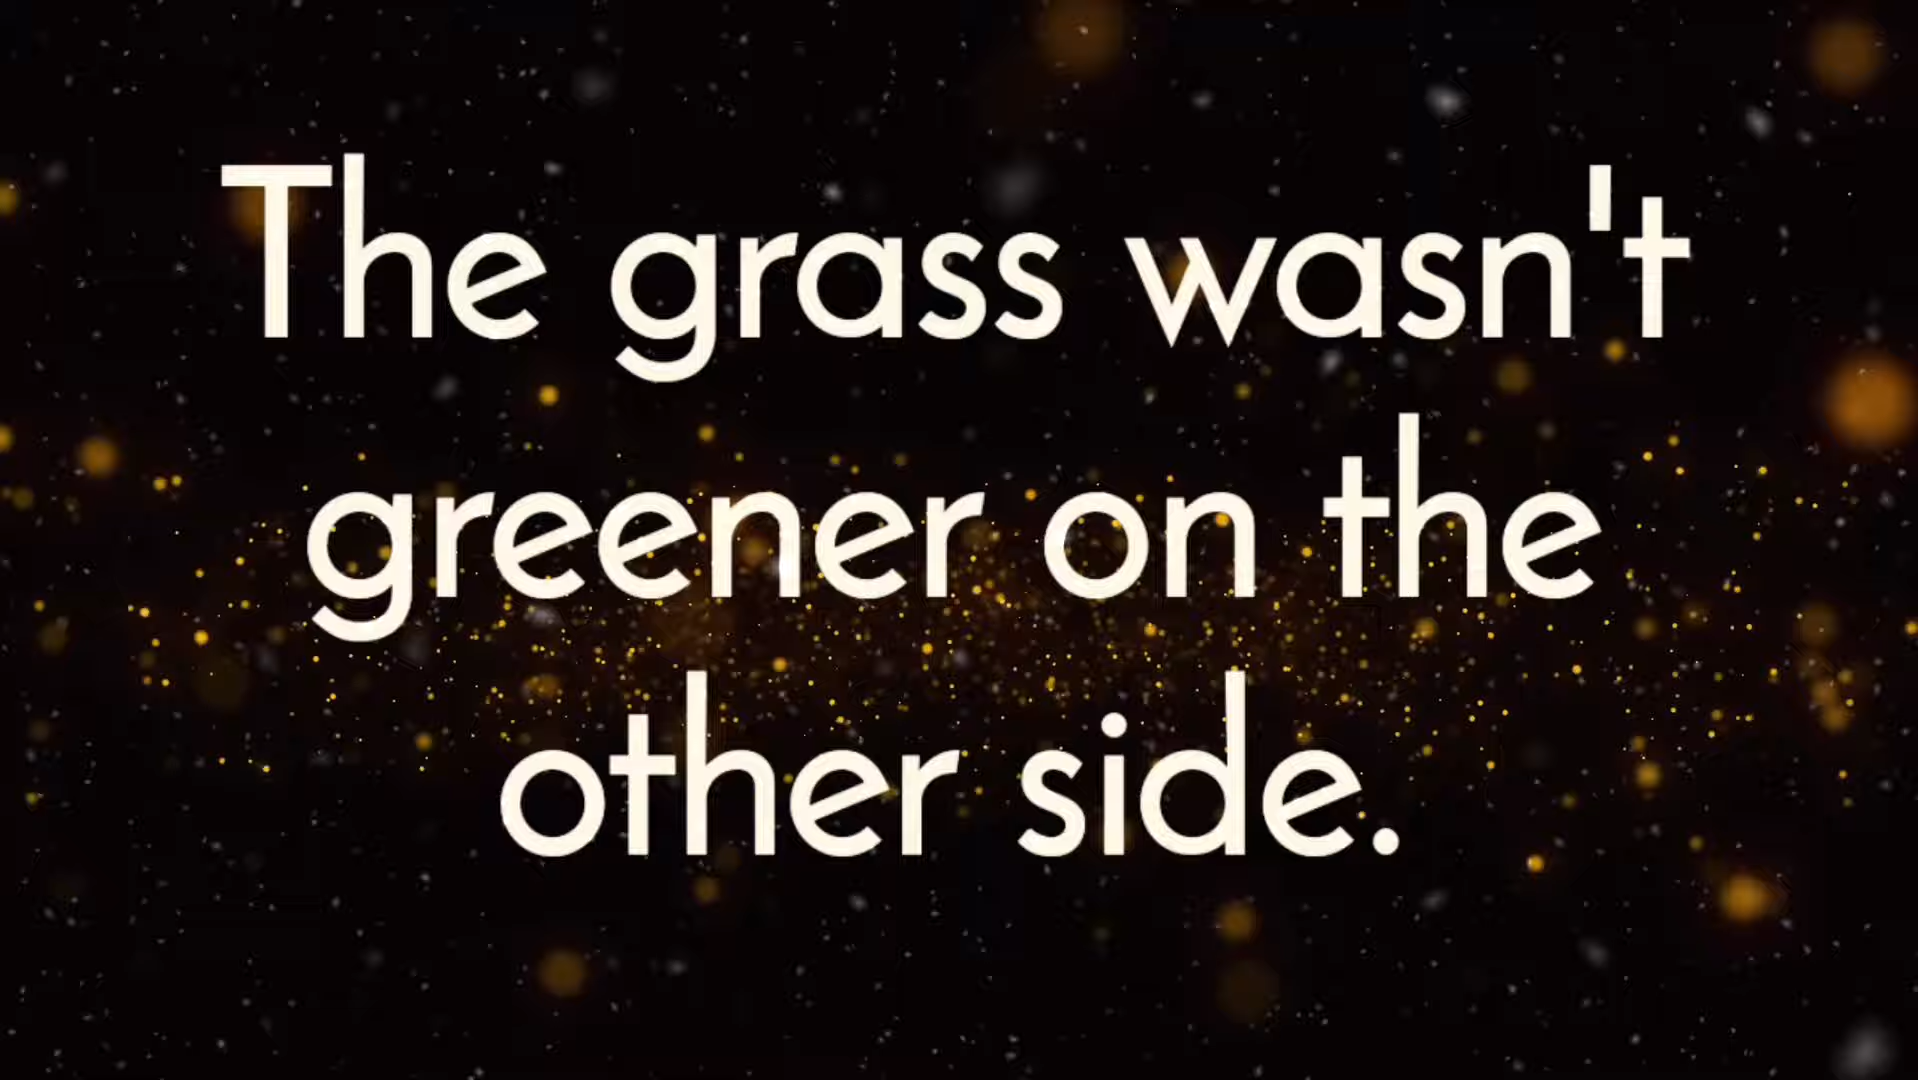 The grass wasn't
greener on the
other side.